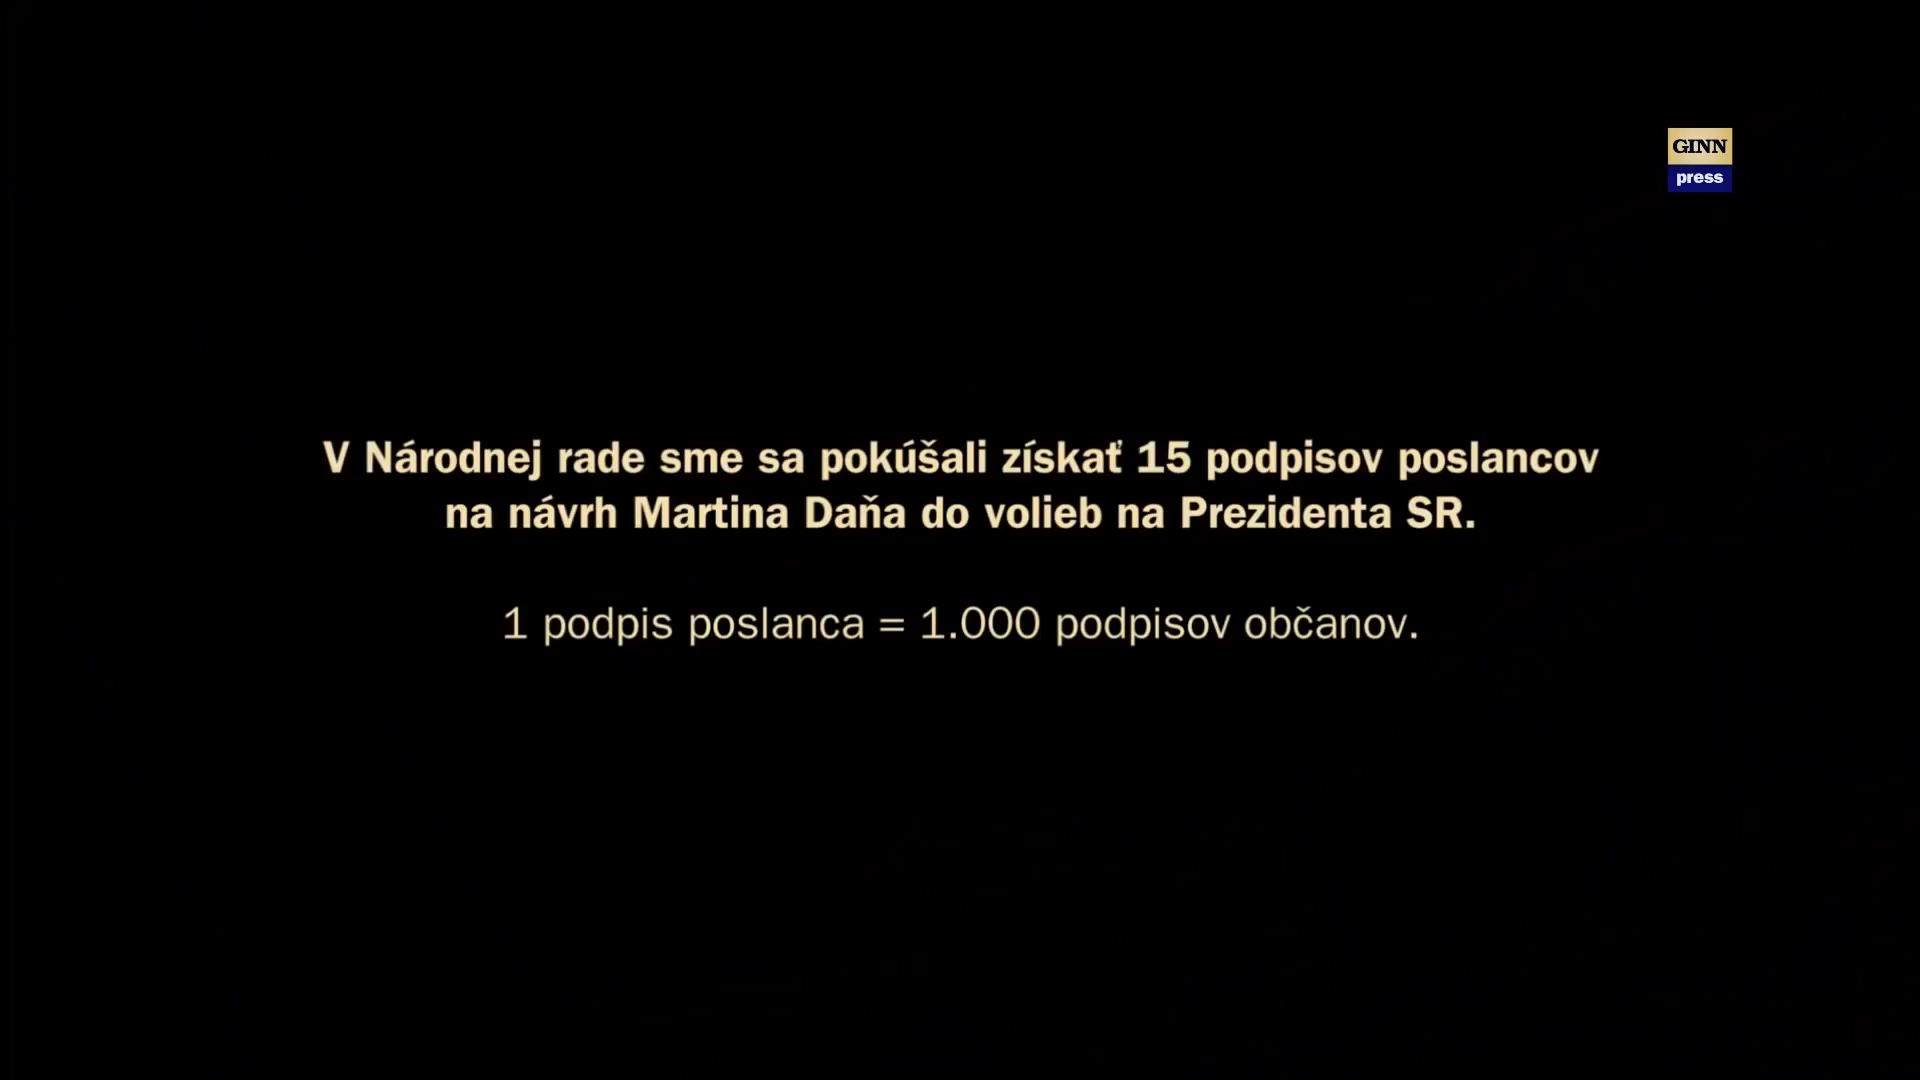 GINN
press
V Národnej rade sme sa pokúšali získať 15 podpisov poslancov
na návrh Martina Daňa do volieb na Prezidenta SR.
1 podpis poslanca = 1.000 podpisov občanov.